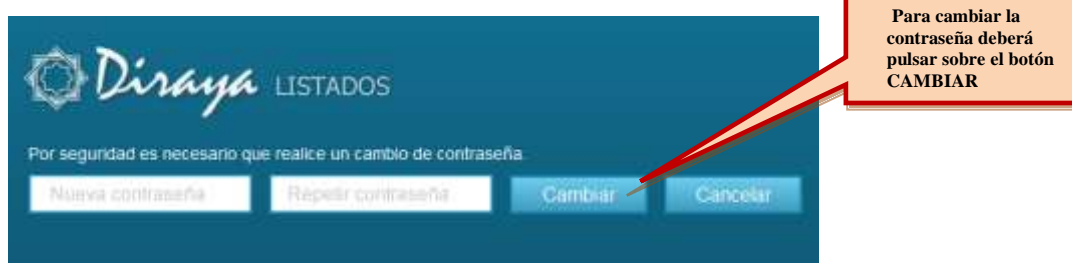 Para cambiar la
contraseña deberá
pulsar sobre el botón
CAMBIAR
Diraya LISTADOS
Por seguridad es necesario que realice un cambio de contraseña.
Nueva contraseña Repetir contraseña Cambiar Cancelar